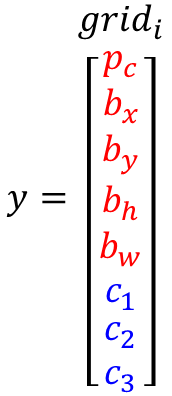 grid_i
p_c
b_x
b_y
y = b_h
b_w
c_1
c_2
c_3